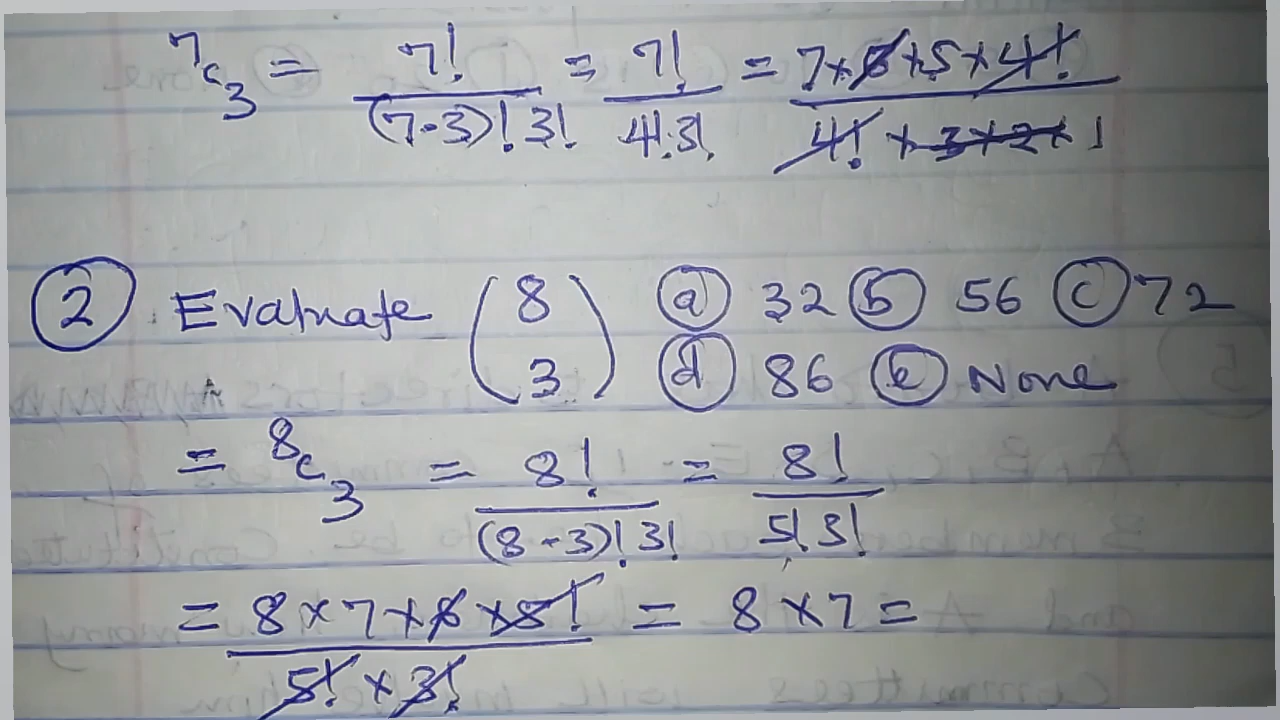 ⁷C₃ = 7!/((7-3)! 3!) = 7!/(4! 3!) = (7 × 6 × 5 × 4!)/(4! × 3 × 2 × 1)
② Evaluate (8 3) ⓐ 32 ⓑ 56 ⓒ 72
ⓓ 86 ⓔ None
= ⁸C₃ = 8!/((8-3)! 3!) = 8!/(5! 3!)
= (8 × 7 × 6 × 5!)/(5! × 3!) = 8 × 7 =